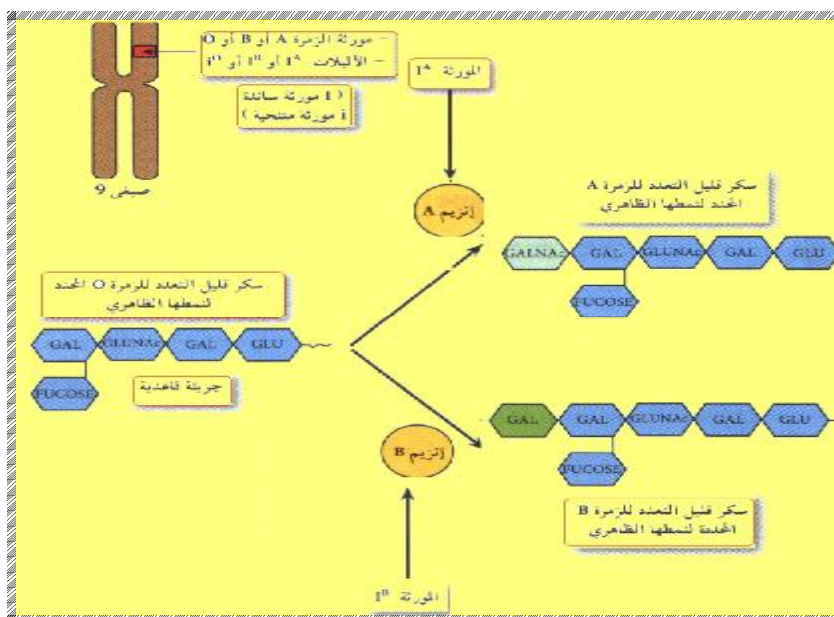 – مورثة الزمرة A أو B أو O
– الأليلات I^A أو I^B أو i^O
( I مورثة سائدة
i مورثة متنحية )
المورثة I^A
صبغي 9
إنزيم A
سكر قليل التعدد للزمرة A
المحدد لنمطها الظاهري
GALNAc GAL GLUNAc GAL GLU
FUCOSE
سكر قليل التعدد للزمرة O المحدد
لنمطها الظاهري
GAL GLUNAc GAL GLU
FUCOSE
جزيئة قاعدية
إنزيم B
GAL GAL GLUNAc GAL GLU
FUCOSE
سكر قليل التعدد للزمرة B
المحددة لنمطها الظاهري
المورثة I^B